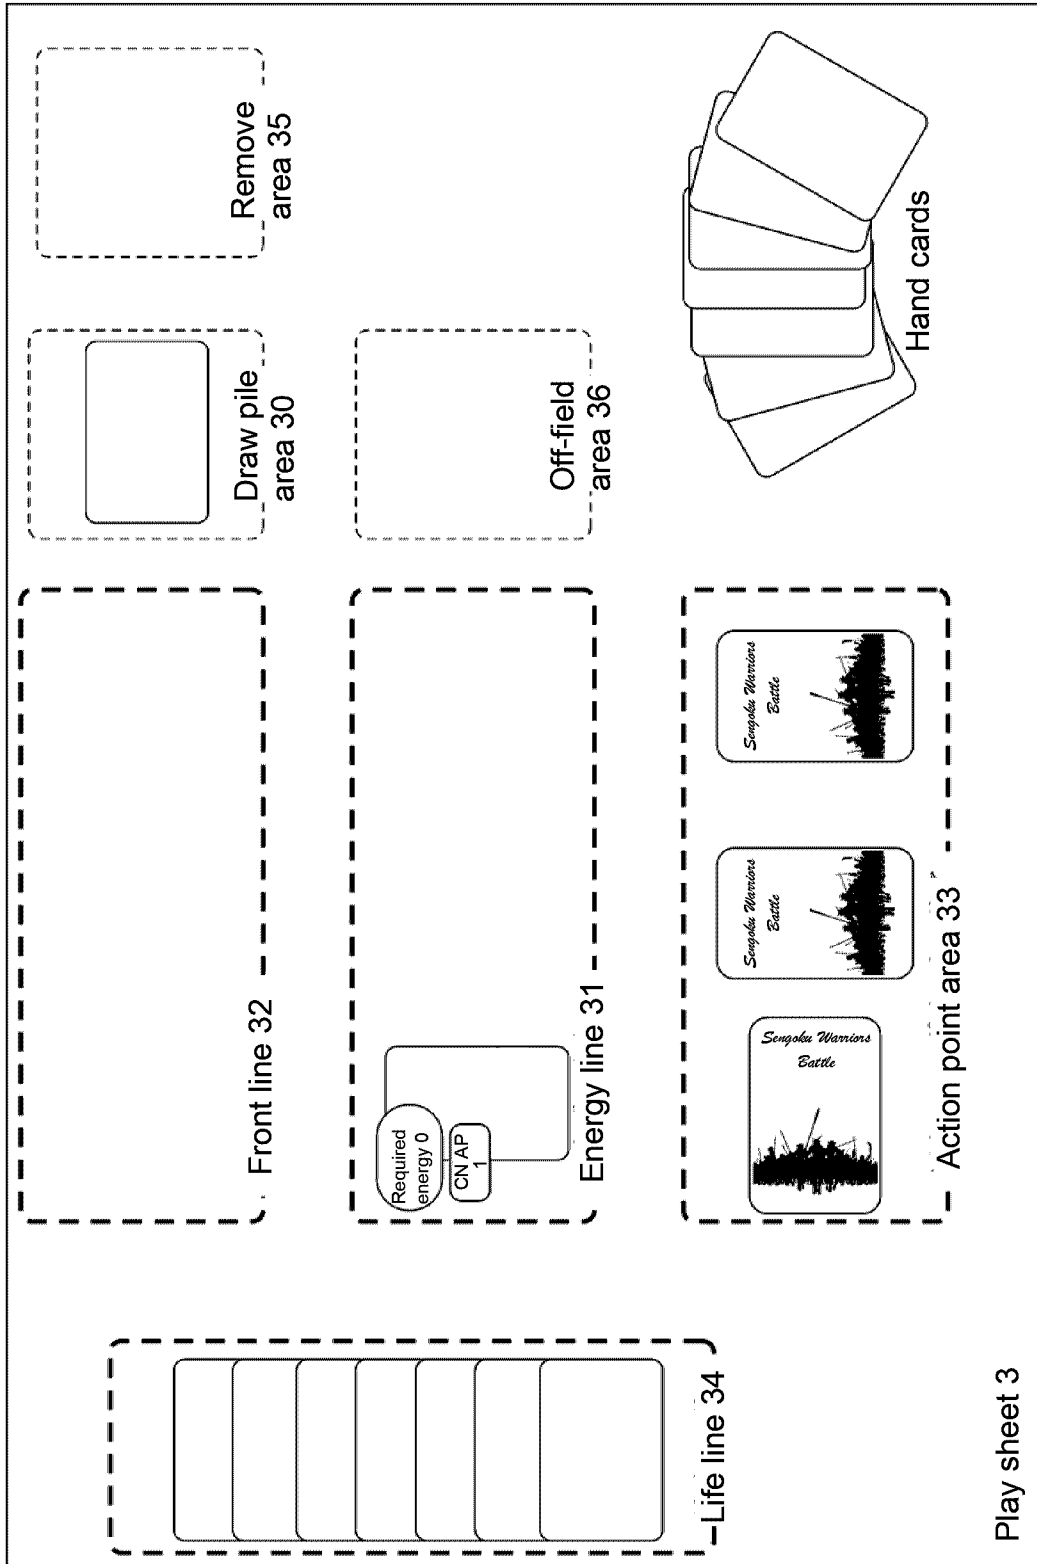 Front line 32
Draw pile
area 30
Remove
area 35
Required
energy 0
CN AP
1
Energy line 31
Off-field
area 36
Life line 34
Sengoku Warriors
Battle
Sengoku Warriors
Battle
Sengoku Warriors
Battle
Action point area 33
Hand cards
Play sheet 3